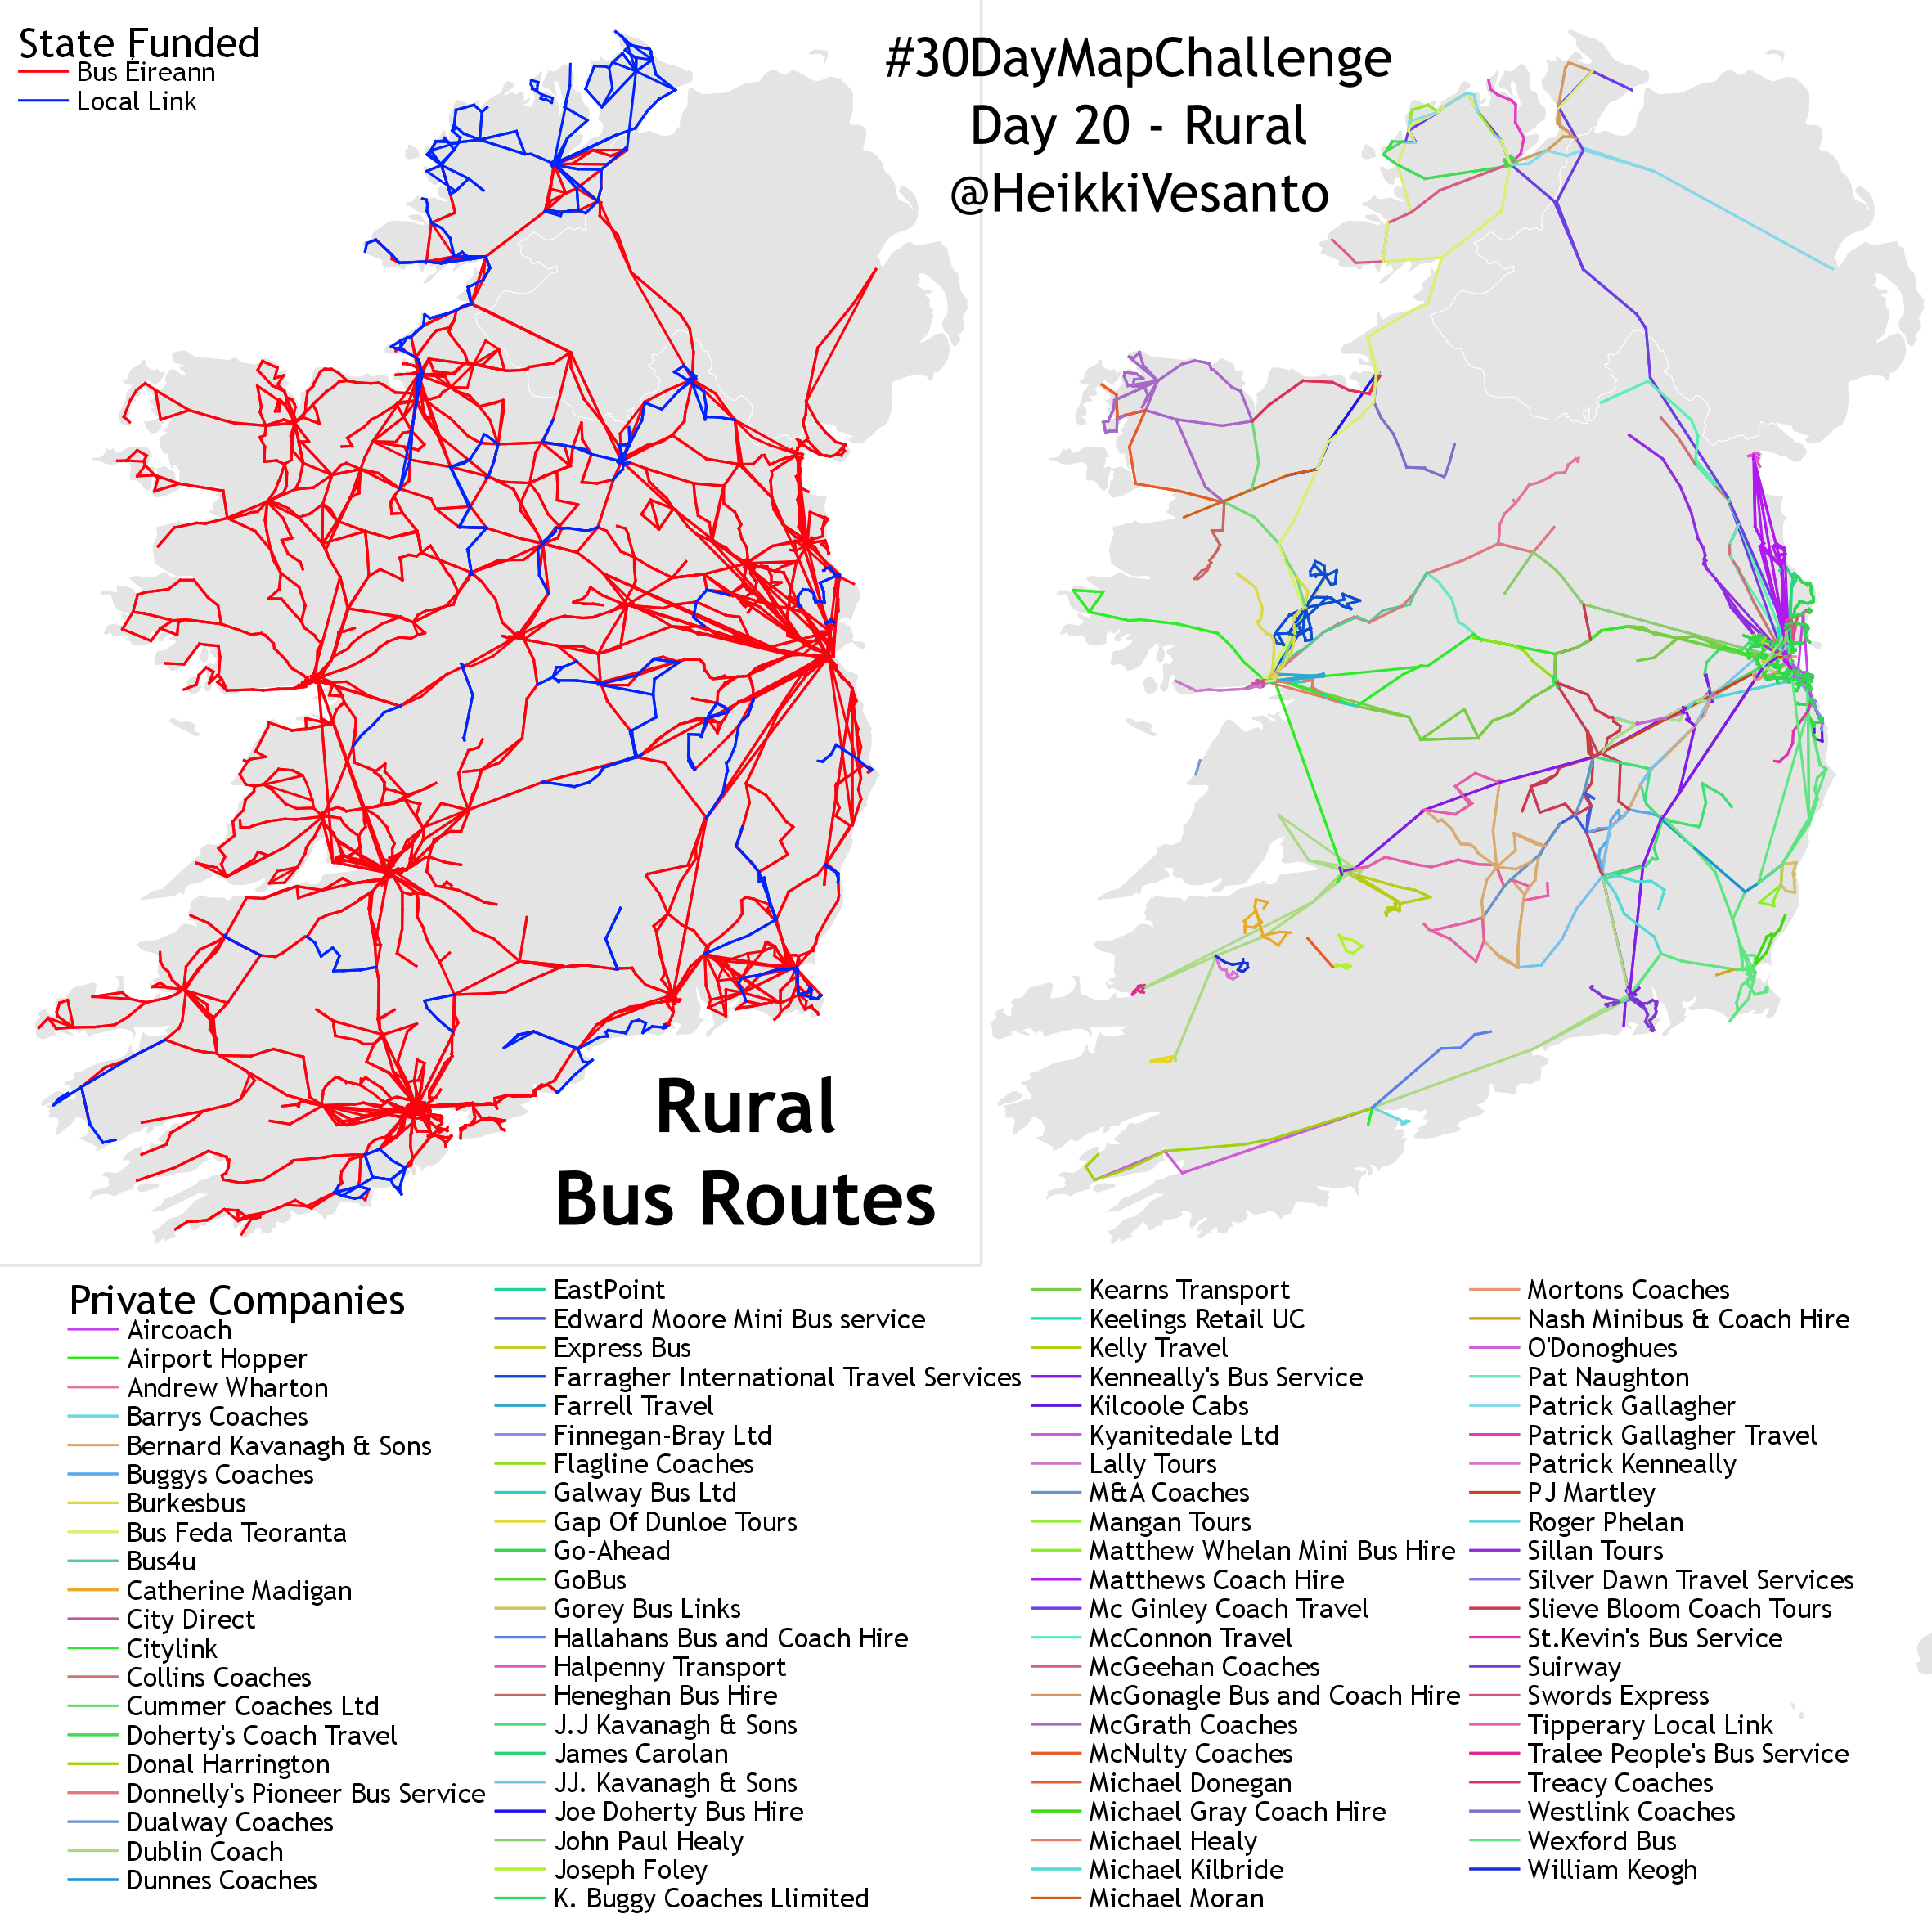 State Funded
Bus Éireann
Local Link
#30DayMapChallenge
Day 20 - Rural
@HeikkiVesanto
Rural
Bus Routes
Private Companies
Aircoach
Airport Hopper
Andrew Wharton
Barrys Coaches
Bernard Kavanagh & Sons
Buggys Coaches
Burkesbus
Bus Feda Teoranta
Bus4u
Catherine Madigan
City Direct
Citylink
Collins Coaches
Cummer Coaches Ltd
Doherty's Coach Travel
Donal Harrington
Donnelly's Pioneer Bus Service
Dualway Coaches
Dublin Coach
Dunnes Coaches
EastPoint
Edward Moore Mini Bus service
Express Bus
Farragher International Travel Services
Farrell Travel
Finnegan-Bray Ltd
Flagline Coaches
Galway Bus Ltd
Gap Of Dunloe Tours
Go-Ahead
GoBus
Gorey Bus Links
Hallahans Bus and Coach Hire
Halpenny Transport
Heneghan Bus Hire
J.J Kavanagh & Sons
James Carolan
JJ. Kavanagh & Sons
Joe Doherty Bus Hire
John Paul Healy
Joseph Foley
K. Buggy Coaches Llimited
Kearns Transport
Keelings Retail UC
Kelly Travel
Kenneally's Bus Service
Kilcoole Cabs
Kyanitedale Ltd
Lally Tours
M&A Coaches
Mangan Tours
Matthew Whelan Mini Bus Hire
Matthews Coach Hire
Mc Ginley Coach Travel
McConnon Travel
McGeehan Coaches
McGonagle Bus and Coach Hire
McGrath Coaches
McNulty Coaches
Michael Donegan
Michael Gray Coach Hire
Michael Healy
Michael Kilbride
Michael Moran
Mortons Coaches
Nash Minibus & Coach Hire
O'Donoghues
Pat Naughton
Patrick Gallagher
Patrick Gallagher Travel
Patrick Kenneally
PJ Martley
Roger Phelan
Sillan Tours
Silver Dawn Travel Services
Slieve Bloom Coach Tours
St.Kevin's Bus Service
Suirway
Swords Express
Tipperary Local Link
Tralee People's Bus Service
Treacy Coaches
Westlink Coaches
Wexford Bus
William Keogh